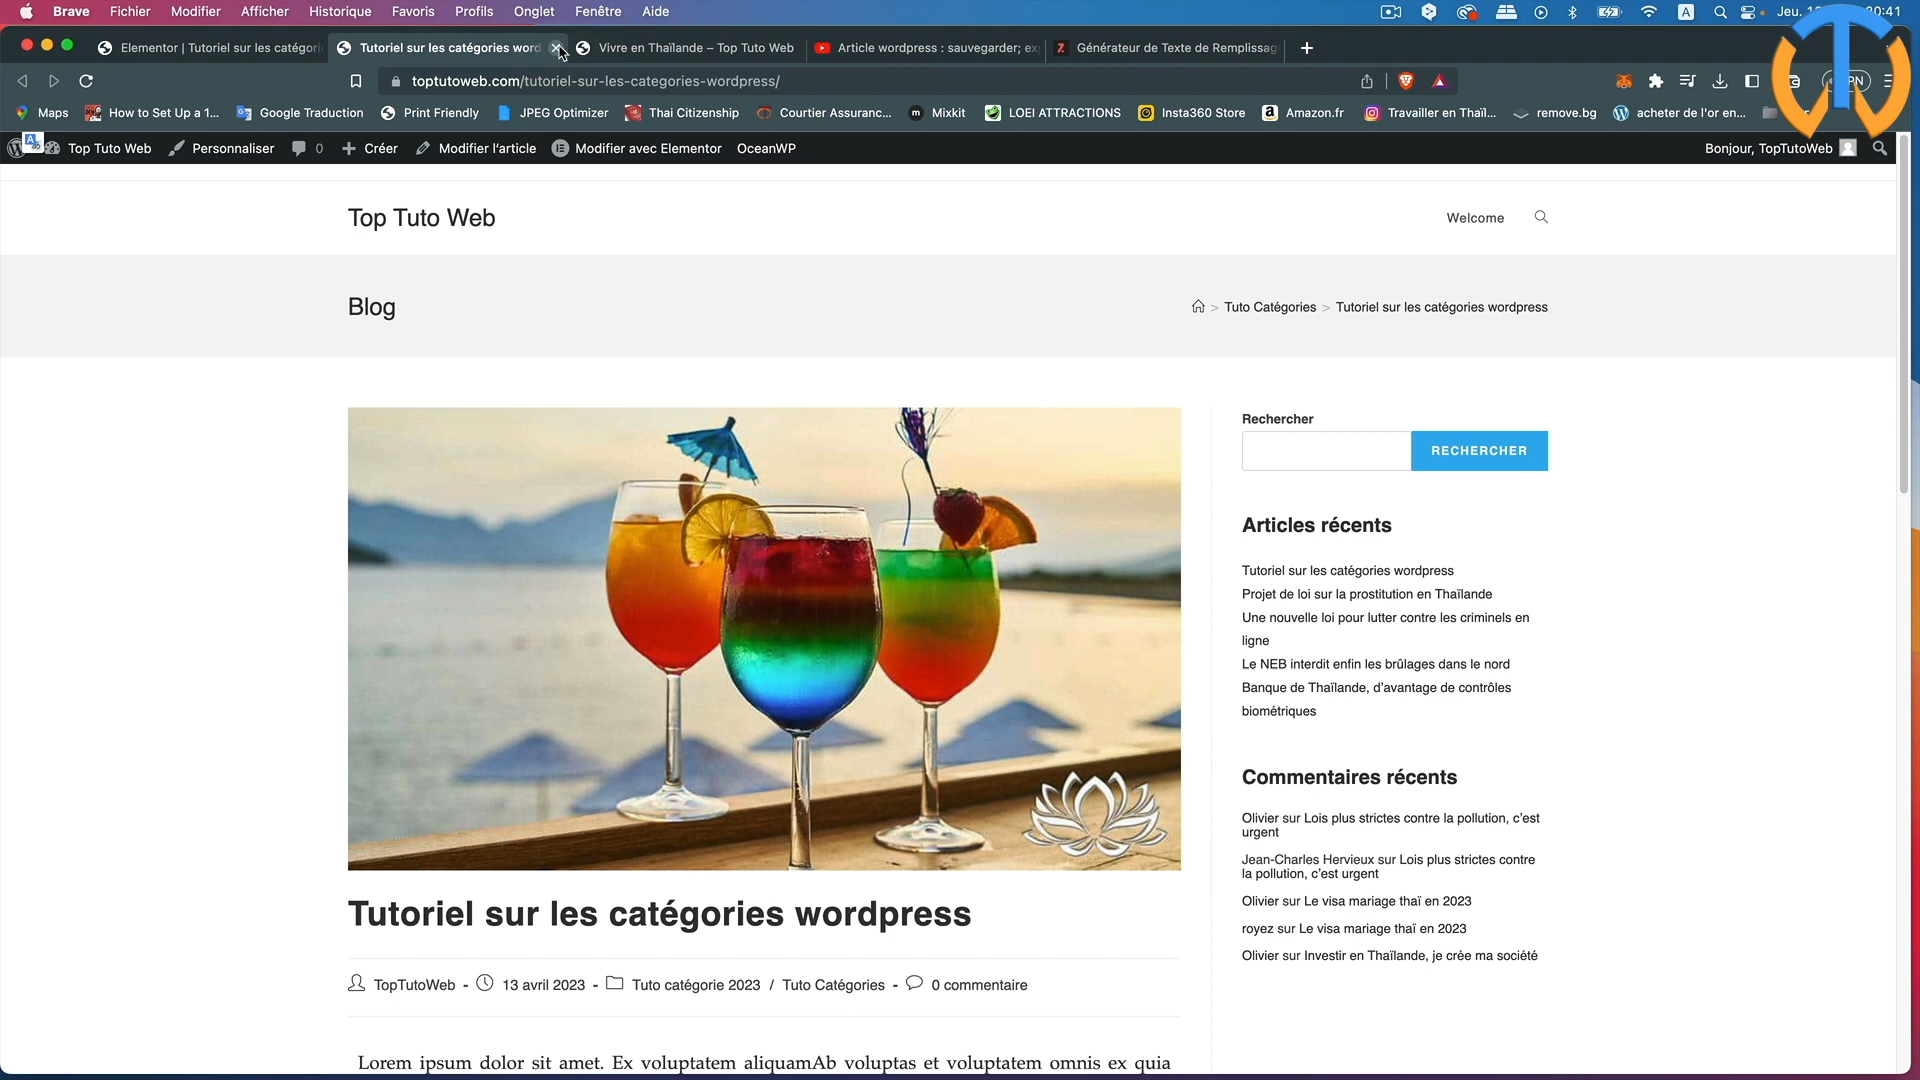 Brave Fichier Modifier Afficher Historique Favoris Profils Onglet Fenêtre Aide A Jeu. 20:41
Elementor | Tutoriel sur les catégori Tutoriel sur les catégories word Vivre en Thaïlande – Top Tuto Web Article wordpress : sauvegarder; ex Générateur de Texte de Remplissag
toptutoweb.com/tutoriel-sur-les-categories-wordpress/
Maps How to Set Up a 1... Google Traduction Print Friendly JPEG Optimizer Thai Citizenship Courtier Assuranc... Mixkit LOEI ATTRACTIONS Insta360 Store Amazon.fr Travailler en Thaïl... remove.bg acheter de l'or en...
Top Tuto Web Personnaliser 0 Créer Modifier l'article Modifier avec Elementor OceanWP Bonjour, TopTutoWeb
Top Tuto Web
Welcome
Blog
> Tuto Catégories > Tutoriel sur les catégories wordpress
Rechercher
RECHERCHER
Articles récents
Tutoriel sur les catégories wordpress
Projet de loi sur la prostitution en Thaïlande
Une nouvelle loi pour lutter contre les criminels en
ligne
Le NEB interdit enfin les brûlages dans le nord
Banque de Thaïlande, d'avantage de contrôles
biométriques
Commentaires récents
Olivier sur Lois plus strictes contre la pollution, c'est
urgent
Jean-Charles Hervieux sur Lois plus strictes contre
la pollution, c'est urgent
Olivier sur Le visa mariage thaï en 2023
royez sur Le visa mariage thaï en 2023
Olivier sur Investir en Thaïlande, je crée ma société
Tutoriel sur les catégories wordpress
TopTutoWeb - 13 avril 2023 - Tuto catégorie 2023 / Tuto Catégories - 0 commentaire
Lorem ipsum dolor sit amet. Ex voluptatem aliquamAb voluptas et voluptatem omnis ex quia